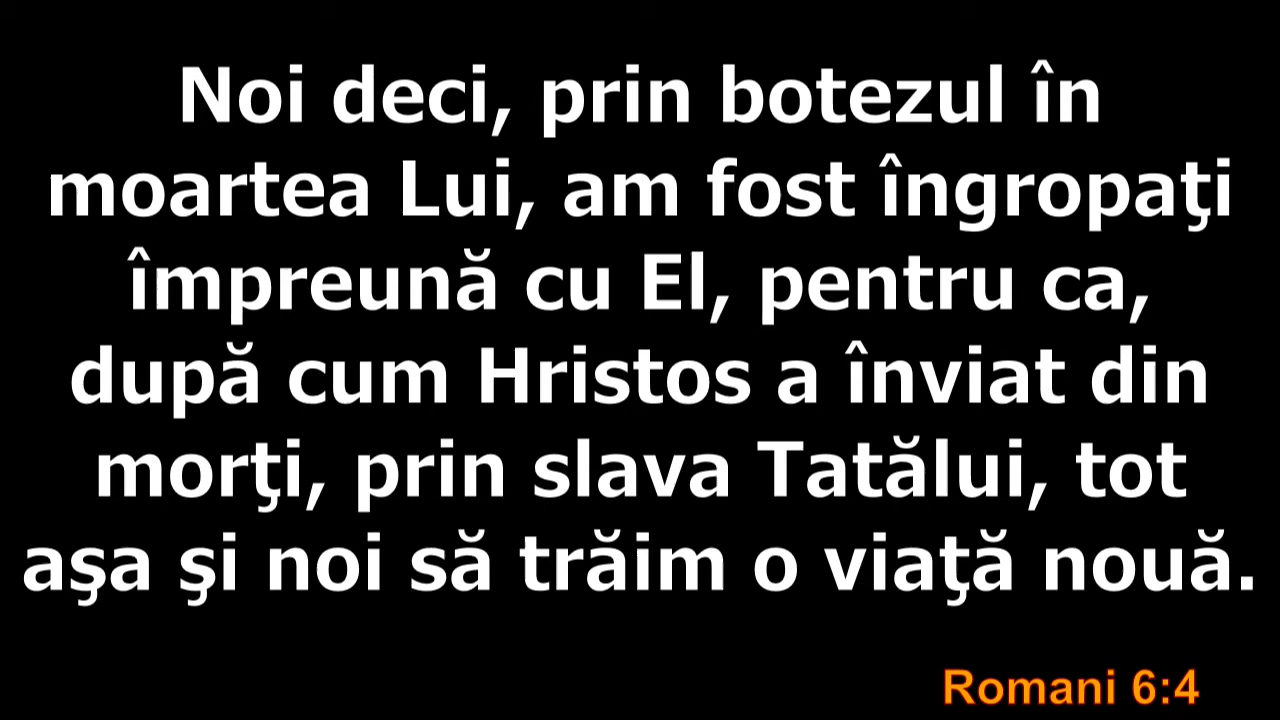 Noi deci, prin botezul în
moartea Lui, am fost îngropaţi
împreună cu El, pentru ca,
după cum Hristos a înviat din
morţi, prin slava Tatălui, tot
aşa şi noi să trăim o viaţă nouă.
Romani 6:4